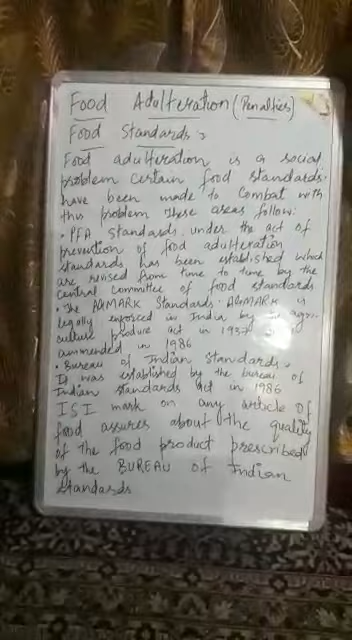 Food Adulteration (Penalties)
Food Standards :
Food adulteration is a social
problem certain food standards.
have been made to combat with
this problem these areas follow:
• PFA Standards. under the act of
prevention of food adulteration
standards has been established which
are revised from time to time by the
central committee of food standards
• The AGMARK Standards. AGMARK is
legally enforced in India by agri-
culture produce act in 1937
ammended in 1986
• Bureau of Indian Standards.
It was established by the bureau of
Indian standards act in 1986
ISI mark on any article of
food assures about the quality
of the food product prescribed
by the BUREAU of Indian
standards